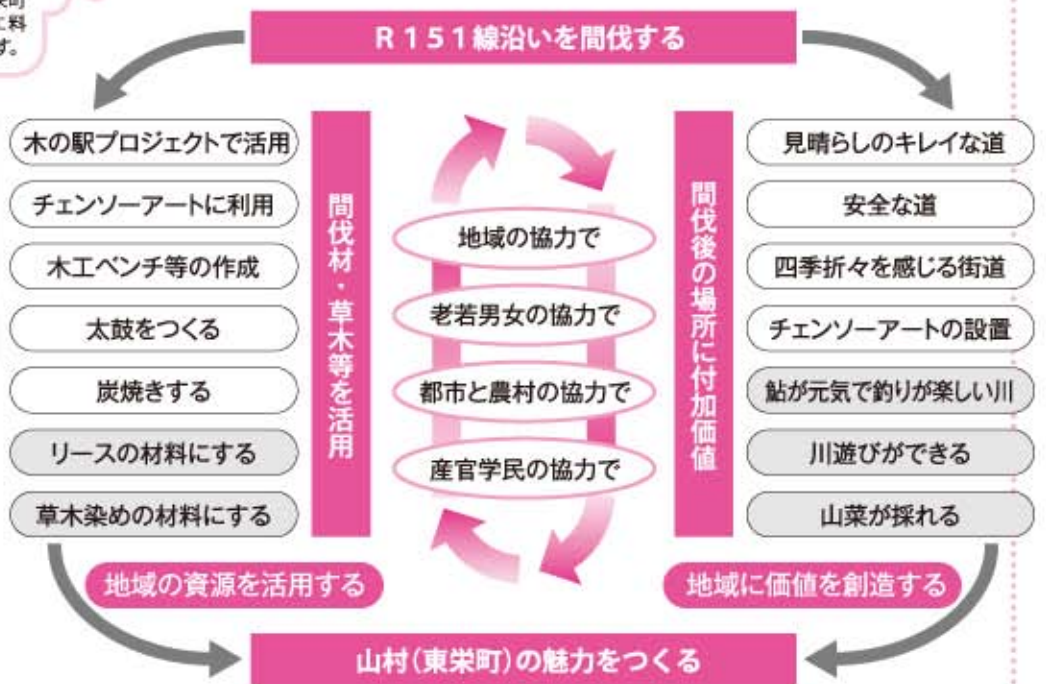 す。
R151線沿いを間伐する
木の駅プロジェクトで活用
チェンソーアートに利用
木工ベンチ等の作成
太鼓をつくる
炭焼きする
リースの材料にする
草木染めの材料にする
間伐材・草木等を活用
地域の協力で
老若男女の協力で
都市と農村の協力で
産官学民の協力で
間伐後の場所に付加価値
見晴らしのキレイな道
安全な道
四季折々を感じる街道
チェンソーアートの設置
鮎が元気で釣りが楽しい川
川遊びができる
山菜が採れる
地域の資源を活用する
地域に価値を創造する
山村(東栄町)の魅力をつくる